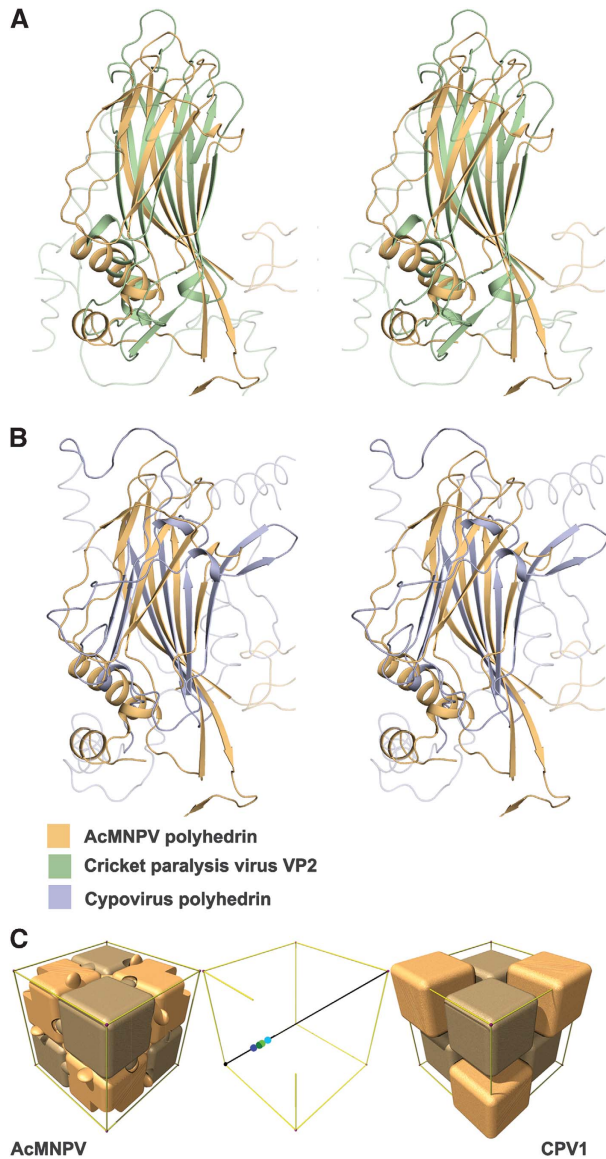 A
B
AcMNPV polyhedrin
Cricket paralysis virus VP2
Cypovirus polyhedrin
C
AcMNPV
CPV1